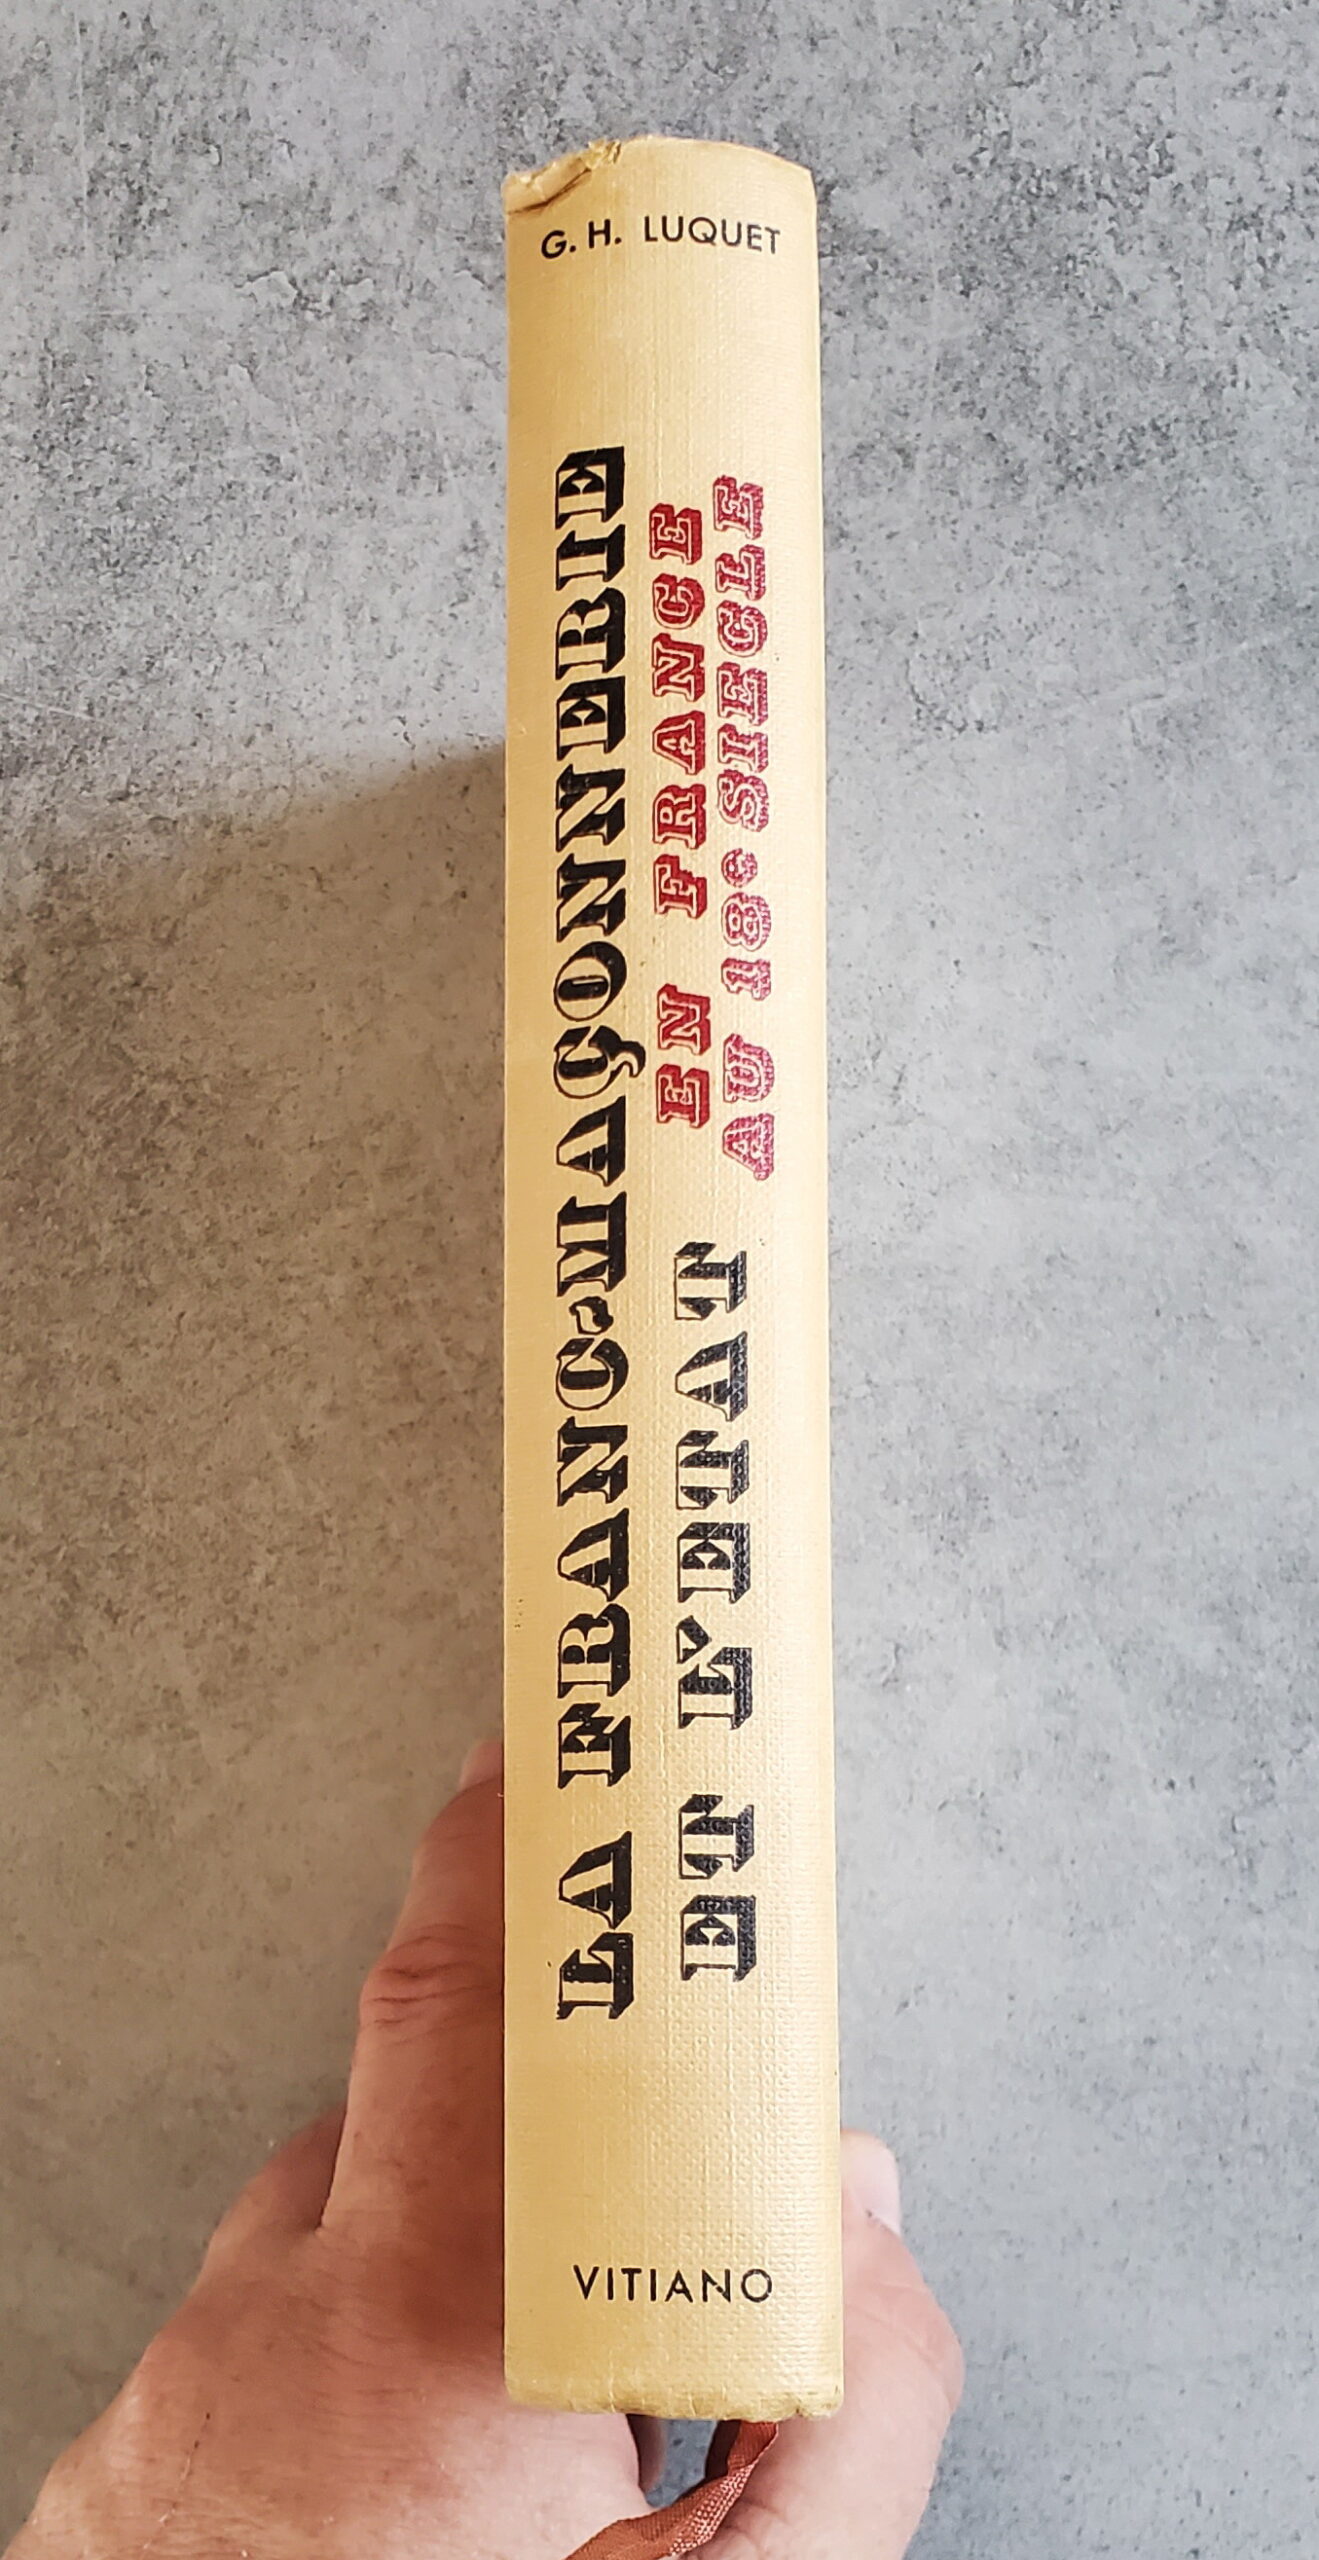 G. H. LUQUET
LA FRANC-MAÇONNERIE
ET L'ETAT
EN FRANCE
AU 18e SIECLE
VITIANO